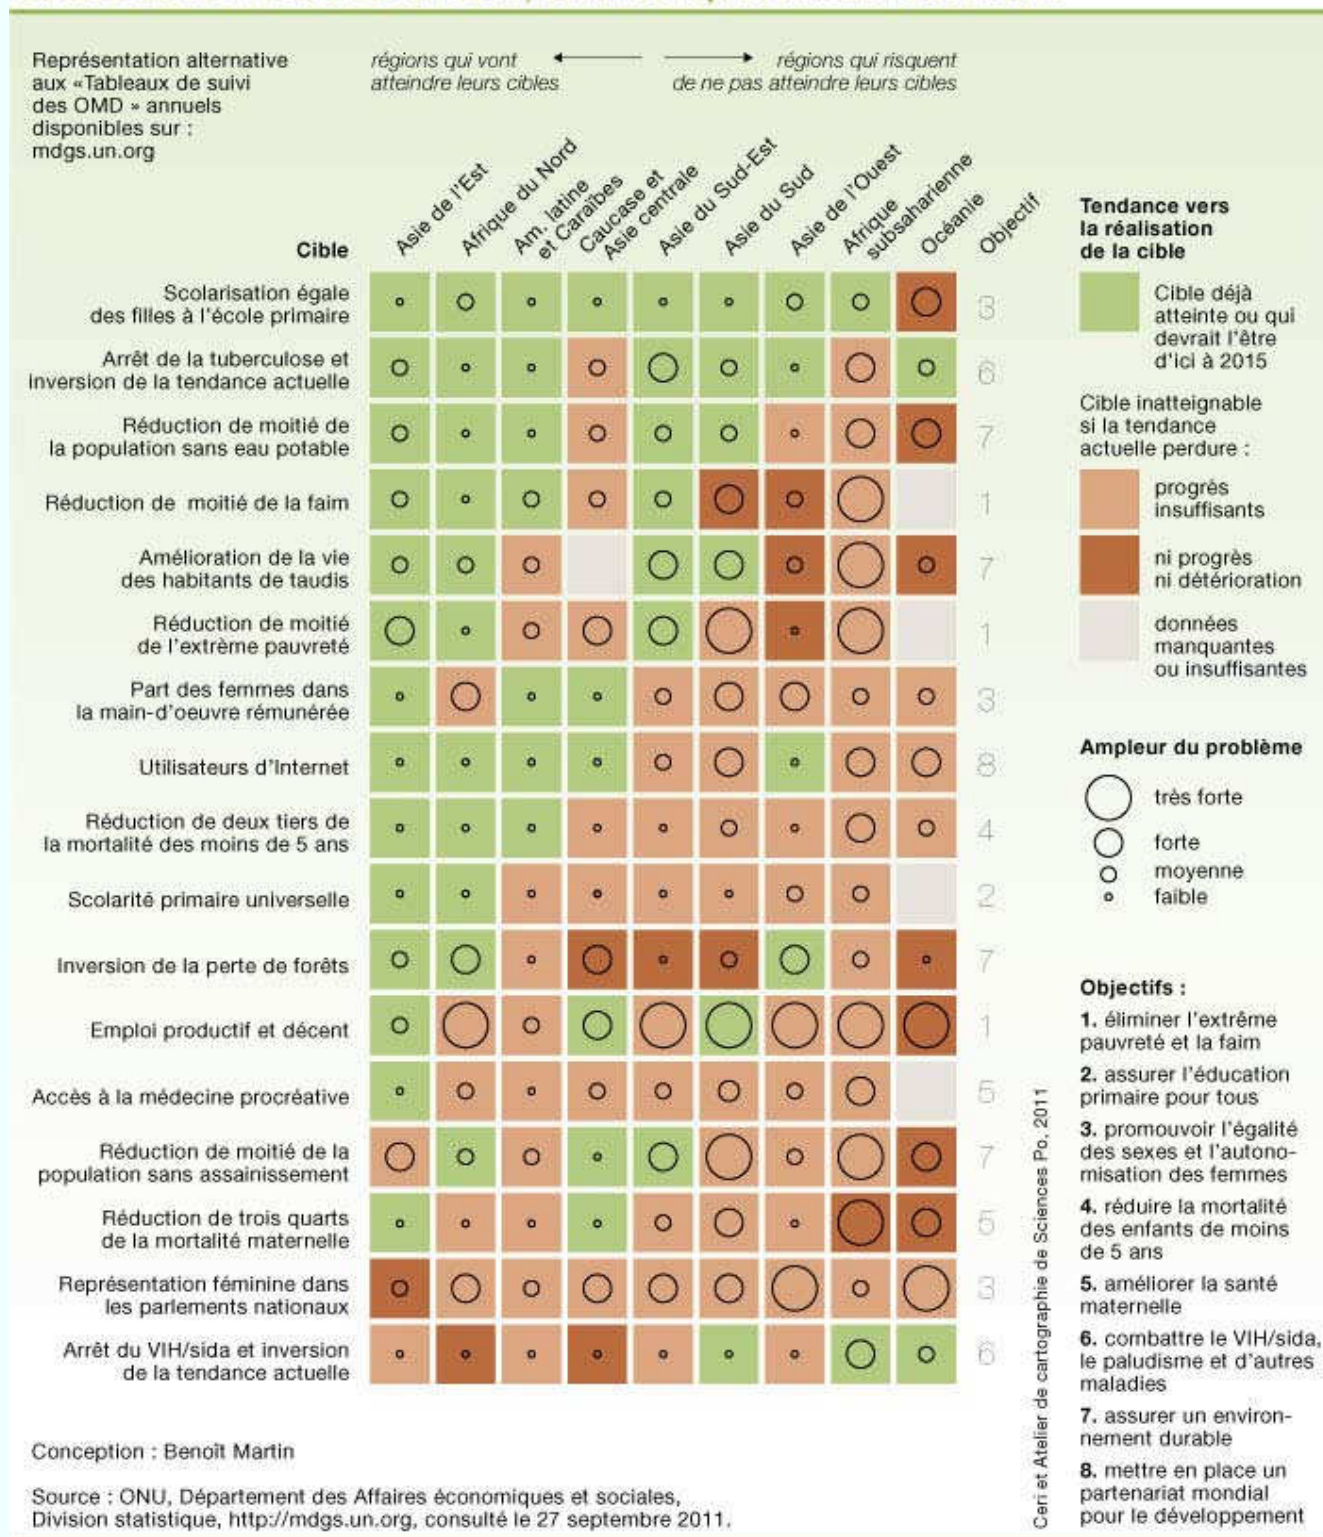 Représentation alternative
aux «Tableaux de suivi
des OMD » annuels
disponibles sur :
mdgs.un.org
régions qui vont
atteindre leurs cibles
régions qui risquent
de ne pas atteindre leurs cibles
Cible
Asie de l'Est
Afrique du Nord
Am. latine
et Caraïbes
Caucase et
Asie centrale
Asie du Sud-Est
Asie du Sud
Asie de l'Ouest
Afrique
subsaharienne
Océanie
Objectif
Scolarisation égale
des filles à l'école primaire
3
Arrêt de la tuberculose et
inversion de la tendance actuelle
6
Réduction de moitié de
la population sans eau potable
7
Réduction de moitié de la faim
1
Amélioration de la vie
des habitants de taudis
7
Réduction de moitié
de l'extrême pauvreté
1
Part des femmes dans
la main-d'oeuvre rémunérée
3
Utilisateurs d'Internet
8
Réduction de deux tiers de
la mortalité des moins de 5 ans
4
Scolarité primaire universelle
2
Inversion de la perte de forêts
7
Emploi productif et décent
1
Accès à la médecine procréative
5
Réduction de moitié de la
population sans assainissement
7
Réduction de trois quarts
de la mortalité maternelle
5
Représentation féminine dans
les parlements nationaux
3
Arrêt du VIH/sida et inversion
de la tendance actuelle
6
Tendance vers
la réalisation
de la cible
Cible déjà
atteinte ou qui
devrait l'être
d'ici à 2015
Cible inatteignable
si la tendance
actuelle perdure :
progrès
insuffisants
ni progrès
ni détérioration
données
manquantes
ou insuffisantes
Ampleur du problème
très forte
forte
moyenne
faible
Objectifs :
1. éliminer l'extrême
pauvreté et la faim
2. assurer l'éducation
primaire pour tous
3. promouvoir l'égalité
des sexes et l'autono-
misation des femmes
4. réduire la mortalité
des enfants de moins
de 5 ans
5. améliorer la santé
maternelle
6. combattre le VIH/sida,
le paludisme et d'autres
maladies
7. assurer un environ-
nement durable
8. mettre en place un
partenariat mondial
pour le développement
Ceri et Atelier de cartographie de Sciences Po, 2011
Conception : Benoît Martin
Source : ONU, Département des Affaires économiques et sociales,
Division statistique, http://mdgs.un.org, consulté le 27 septembre 2011.